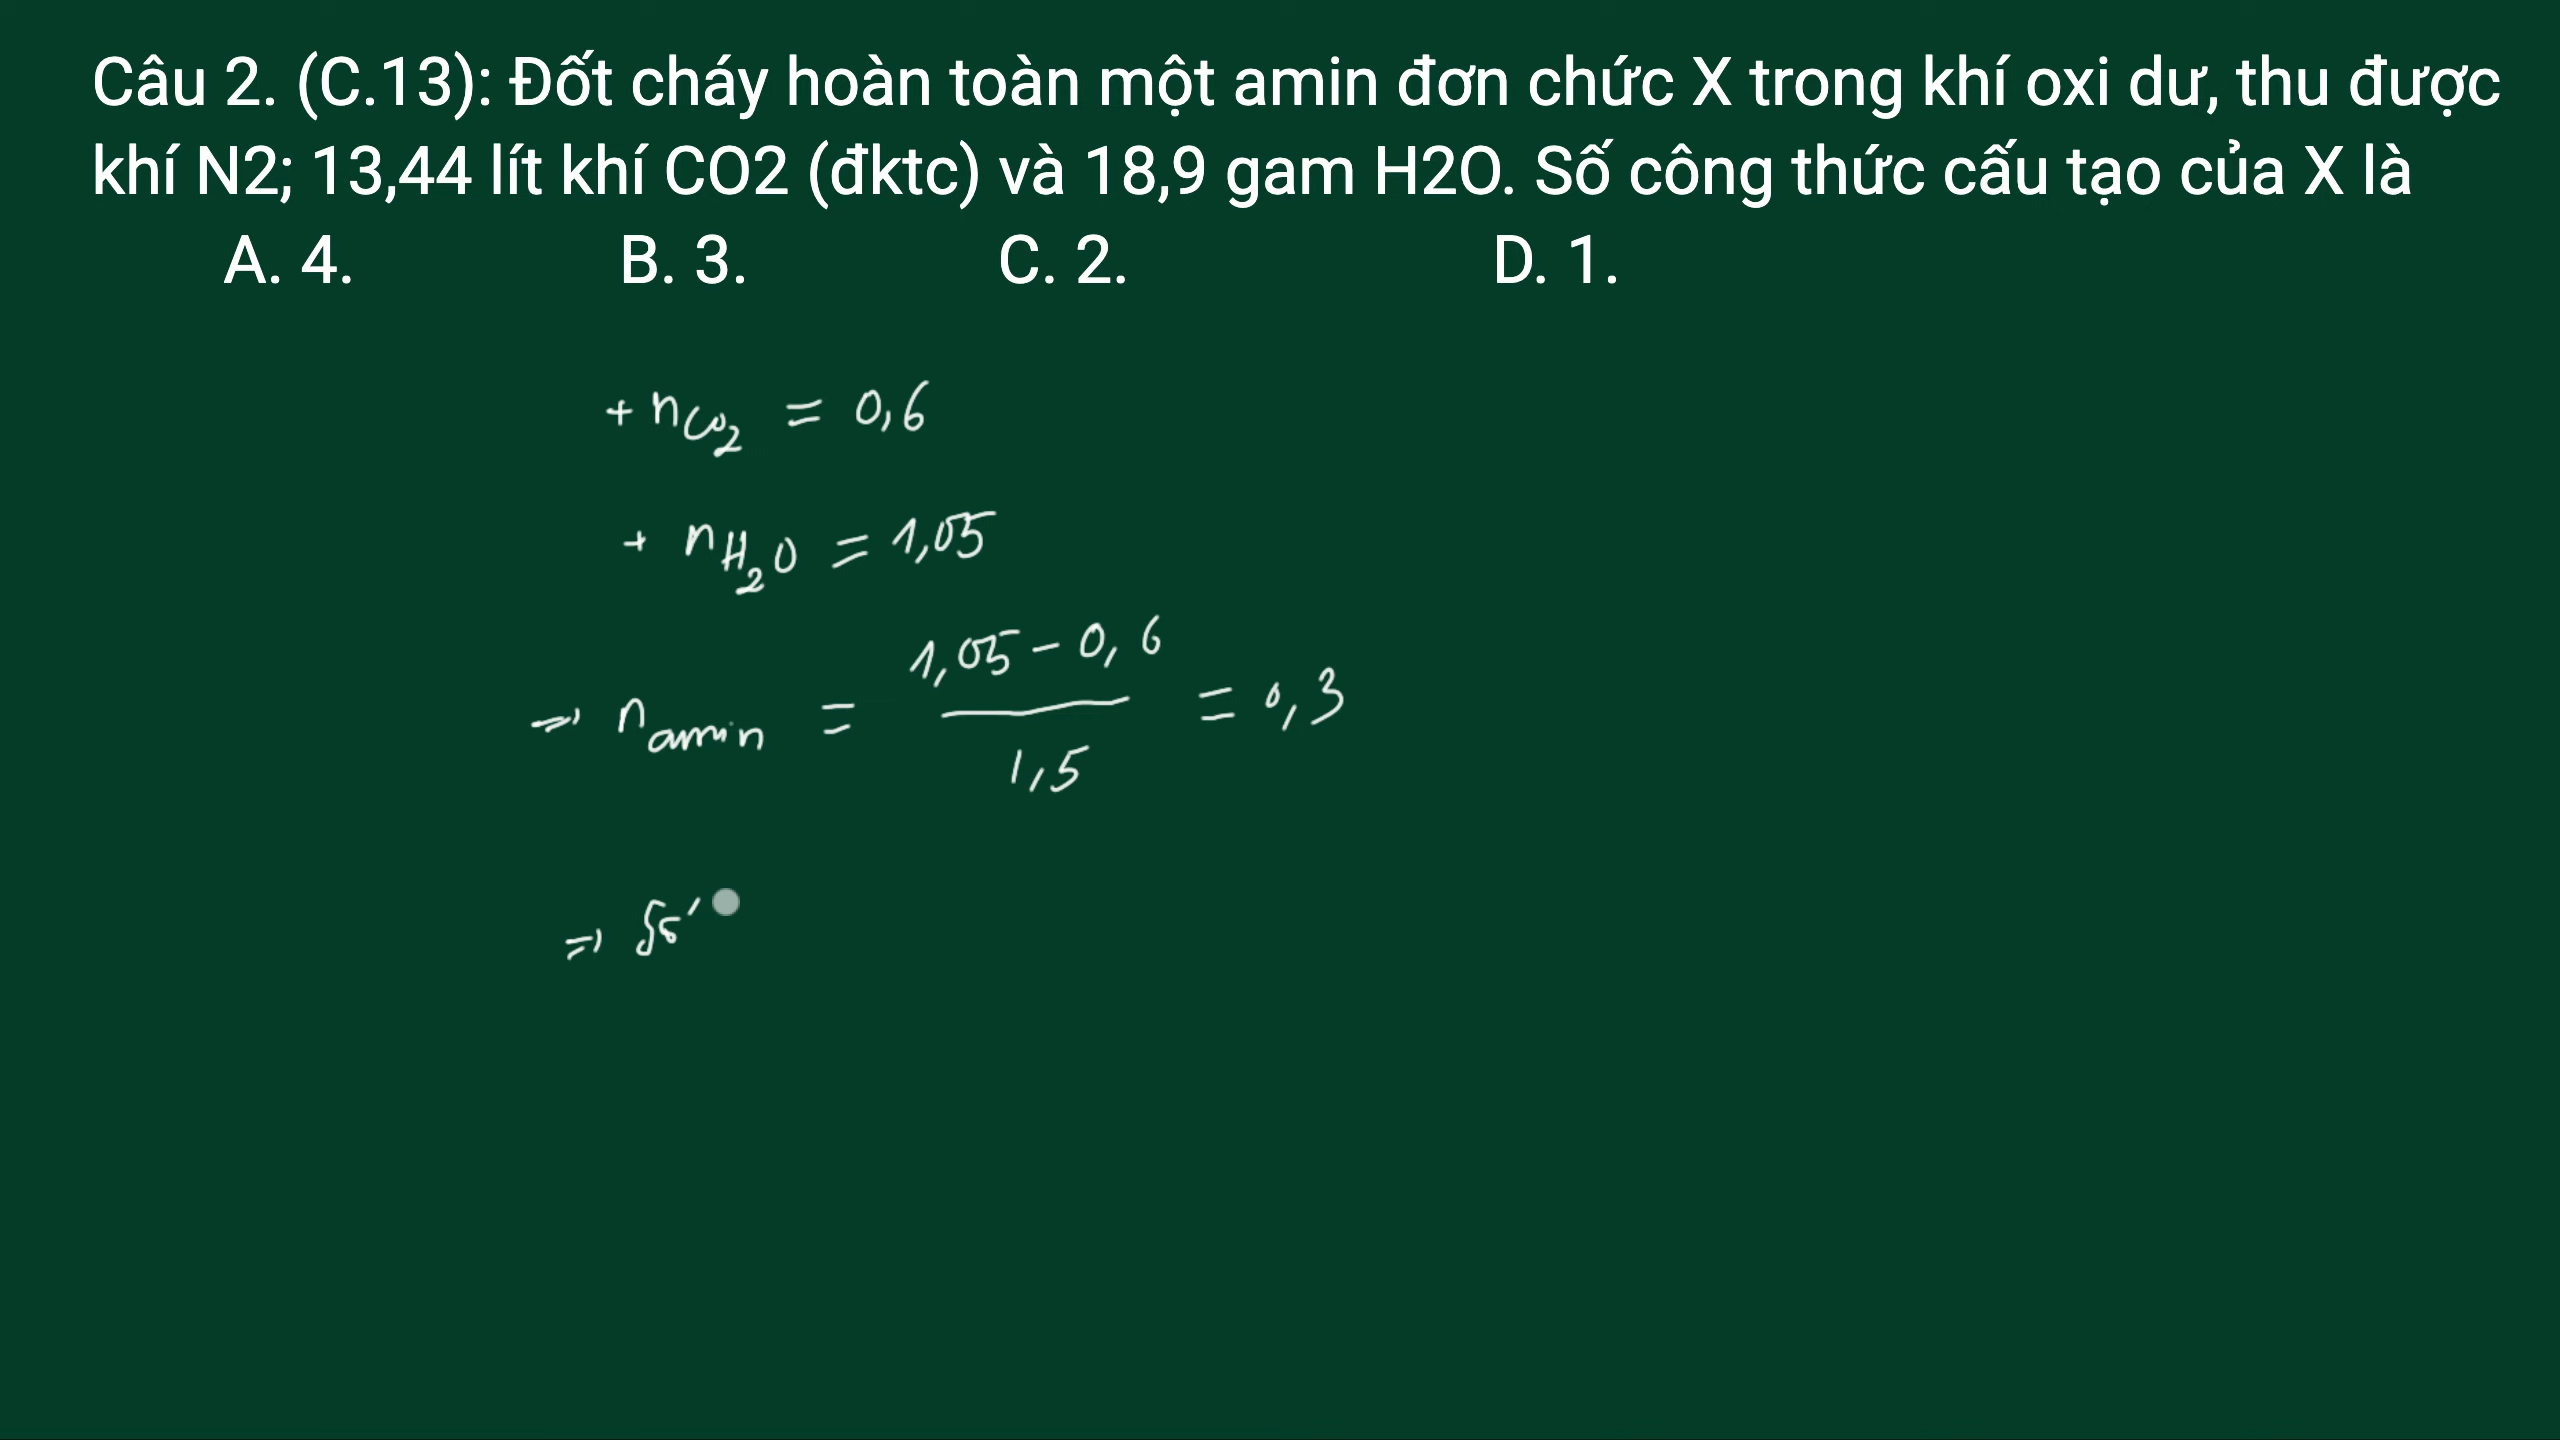 Câu 2. (C.13): Đốt cháy hoàn toàn một amin đơn chức X trong khí oxi dư, thu được
khí N2; 13,44 lít khí CO2 (đktc) và 18,9 gam H2O. Số công thức cấu tạo của X là
A. 4. B. 3. C. 2. D. 1.
+ nCO2 = 0,6
+ nH2O = 1,05
=> namin = (1,05 - 0,6)/1,5 = 0,3
=> số